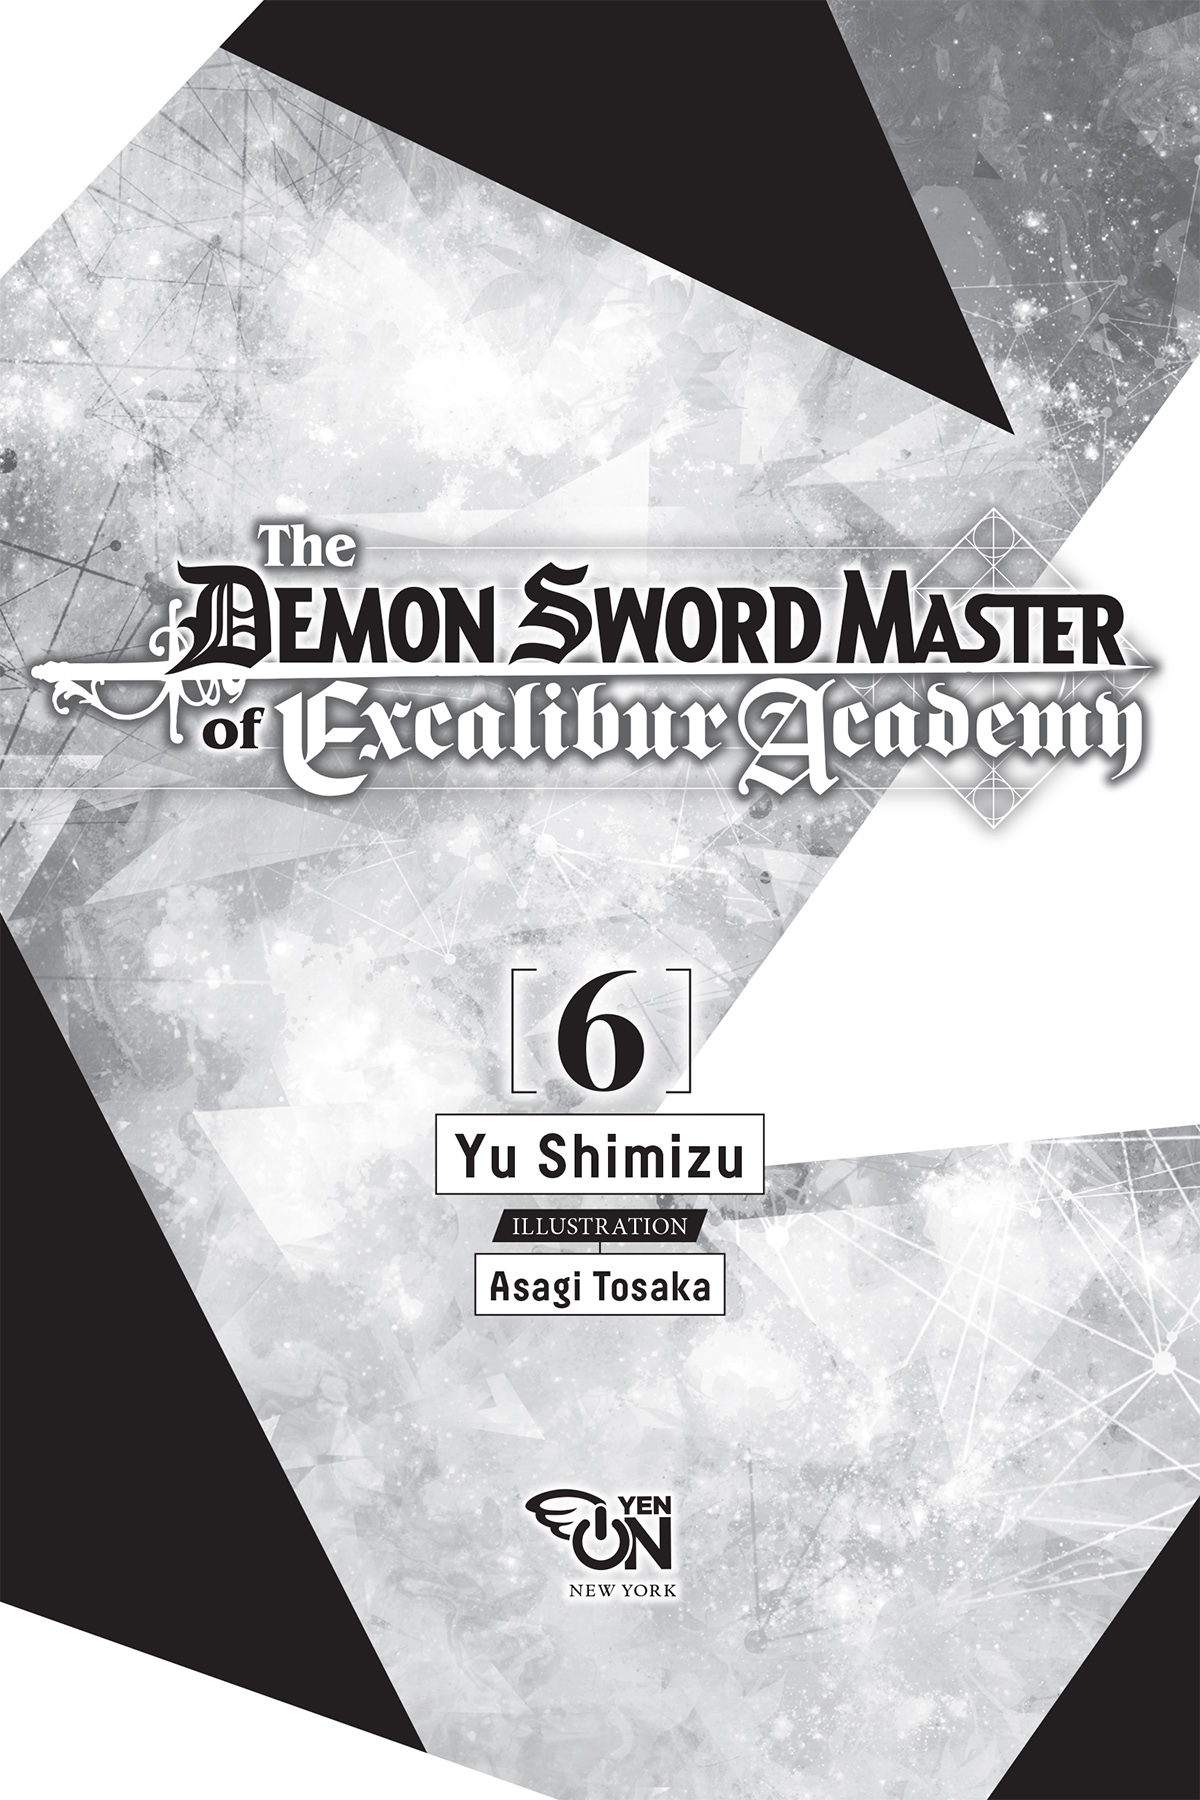 The
DEMON SWORD MASTER
of Excalibur Academy
[6]
Yu Shimizu
ILLUSTRATION
Asagi Tosaka
YEN
ON
NEW YORK